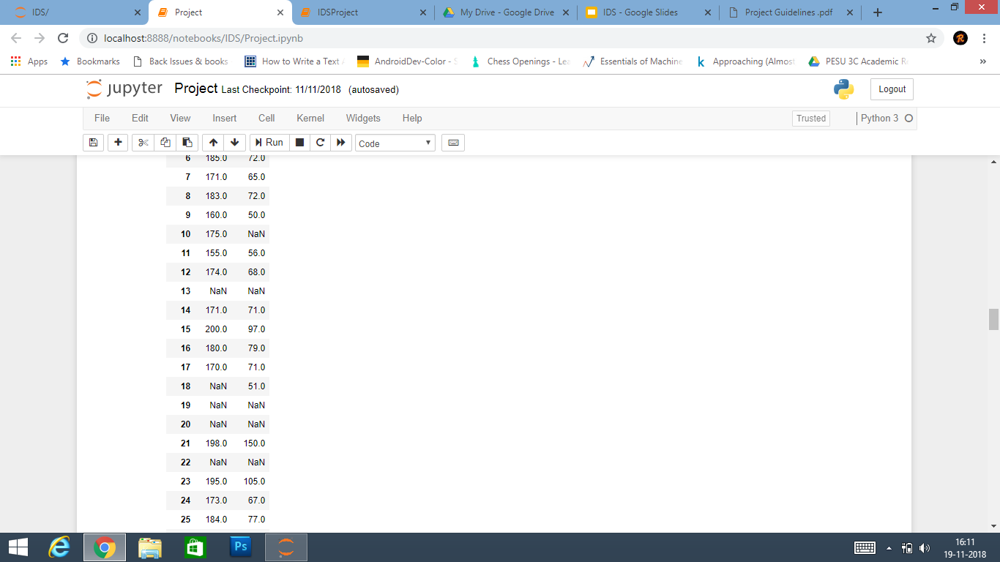 IDS/ Project IDSProject My Drive - Google Drive IDS - Google Slides Project Guidelines .pdf
localhost:8888/notebooks/IDS/Project.ipynb
Apps Bookmarks Back Issues & books How to Write a Text AndroidDev-Color - Chess Openings - Lea Essentials of Machine Approaching (Almost PESU 3C Academic »
jupyter Project Last Checkpoint: 11/11/2018 (autosaved) Logout
File Edit View Insert Cell Kernel Widgets Help Trusted Python 3
Run Code
6 185.0 72.0
7 171.0 65.0
8 183.0 72.0
9 160.0 50.0
10 175.0 NaN
11 155.0 56.0
12 174.0 68.0
13 NaN NaN
14 171.0 71.0
15 200.0 97.0
16 180.0 79.0
17 170.0 71.0
18 NaN 51.0
19 NaN NaN
20 NaN NaN
21 198.0 150.0
22 NaN NaN
23 195.0 105.0
24 173.0 67.0
25 184.0 77.0
Ps
16:11
19-11-2018